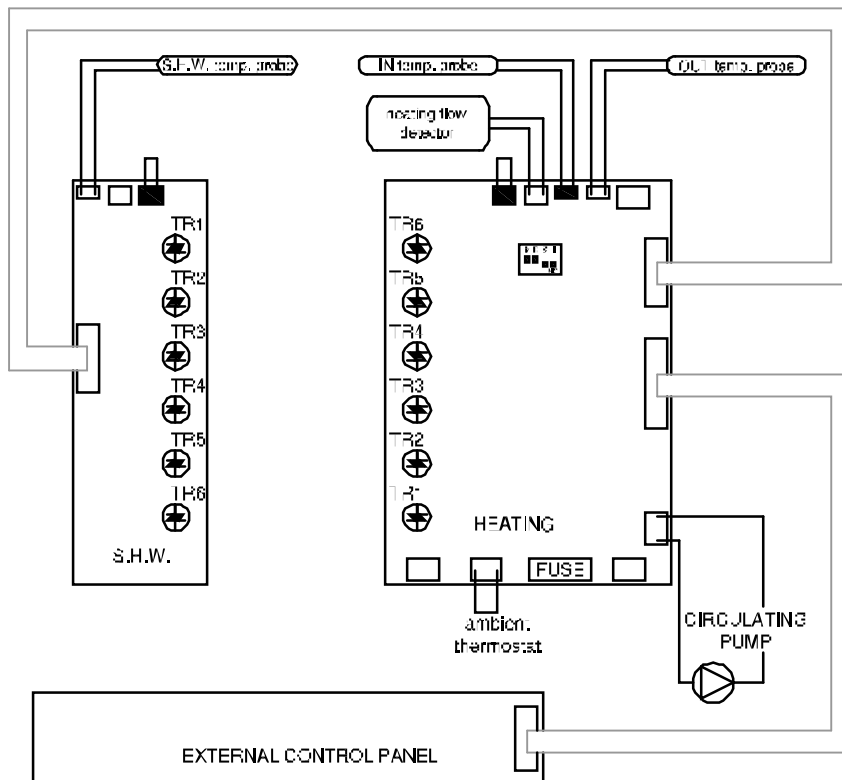 S.H.W. temp. probe
IN temp. probe
OUT temp. probe
heating flow
detector
TR1
TR2
TR3
TR4
TR5
TR6
S.H.W.
TR6
TR5
TR4
TR3
TR2
TR1
HEATING
FUSE
ambient
thermostat
CIRCULATING
PUMP
EXTERNAL CONTROL PANEL